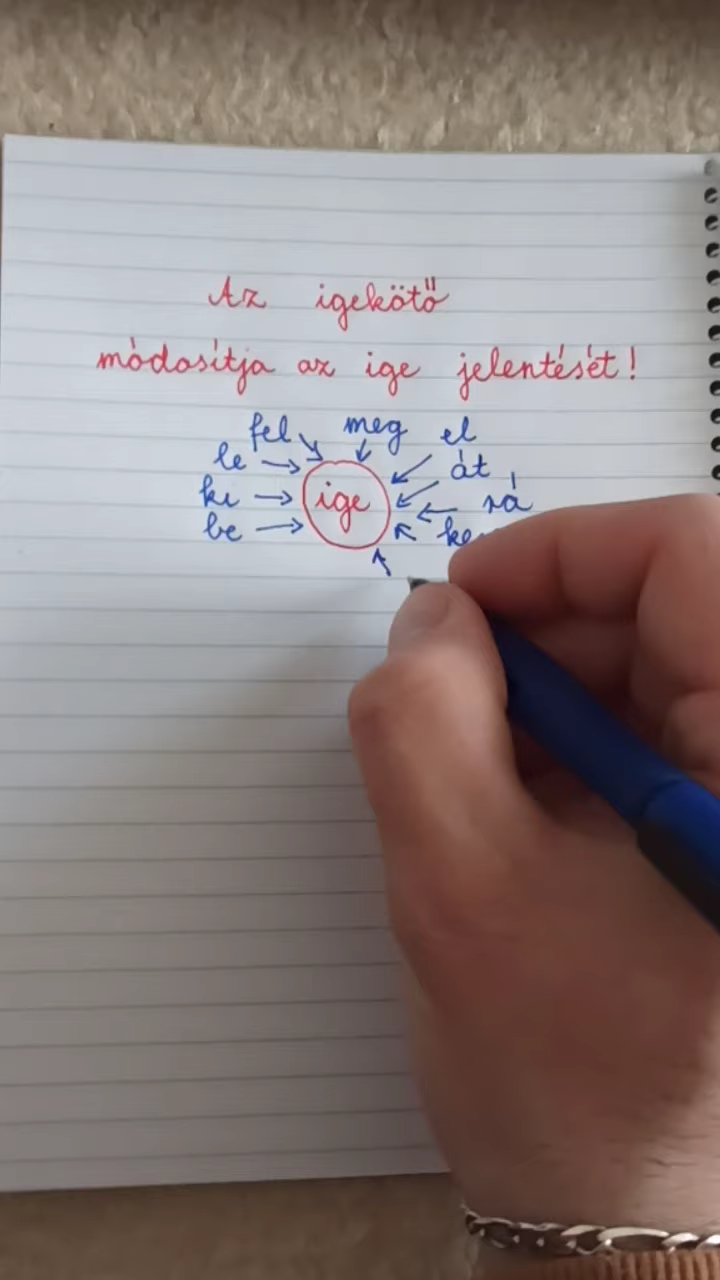 Az igekötő
módosítja az ige jelentését!
fel meg el
le át
ki ige rá
be